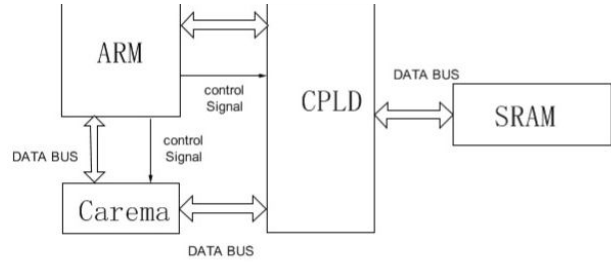 ARM
control
Signal
CPLD
DATA BUS
SRAM
control
Signal
DATA BUS
Carema
DATA BUS